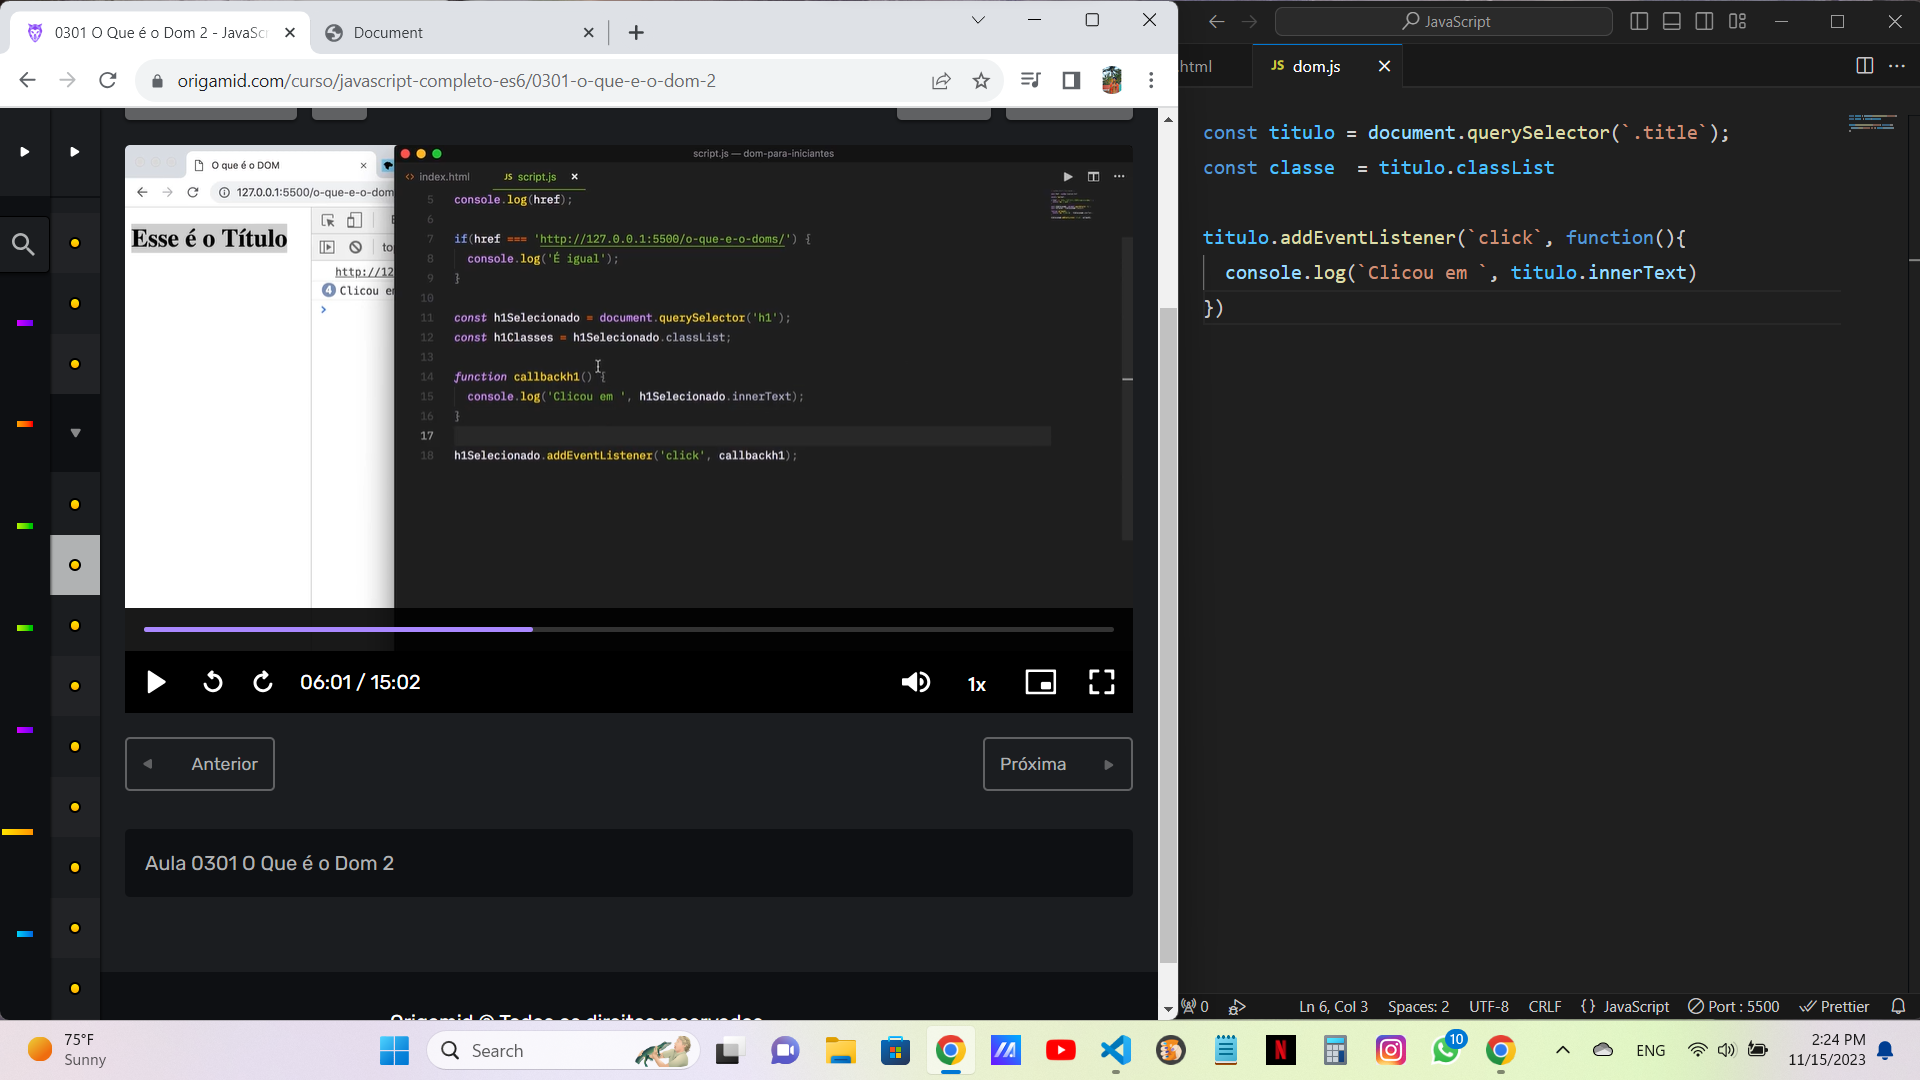 0301 O Que é o Dom 2 - JavaSc
Document
origamid.com/curso/javascript-completo-es6/0301-o-que-e-o-dom-2
O que é o DOM
127.0.0.1:5500/o-que-e-o-dom
Esse é o Título
top
http://12
4 Clicou em
script.js — dom-para-iniciantes
index.html
JS script.js
5 console.log(href);
6
7 if(href === 'http://127.0.0.1:5500/o-que-e-o-doms/') {
8 console.log('É igual');
9 }
10
11 const h1Selecionado = document.querySelector('h1');
12 const h1Classes = h1Selecionado.classList;
13
14 function callbackh1() {
15 console.log('Clicou em ', h1Selecionado.innerText);
16 }
17
18 h1Selecionado.addEventListener('click', callbackh1);
06:01 / 15:02
1x
Anterior
Próxima
Aula 0301 O Que é o Dom 2
Origamid © Todos os direitos reservados
JavaScript
html
JS dom.js
const titulo = document.querySelector(`.title`);
const classe  = titulo.classList
titulo.addEventListener(`click`, function(){
console.log(`Clicou em `, titulo.innerText)
})
0
Ln 6, Col 3
Spaces: 2
UTF-8
CRLF
{ } JavaScript
Port : 5500
Prettier
75°F
Sunny
Search
10
ENG
2:24 PM
11/15/2023